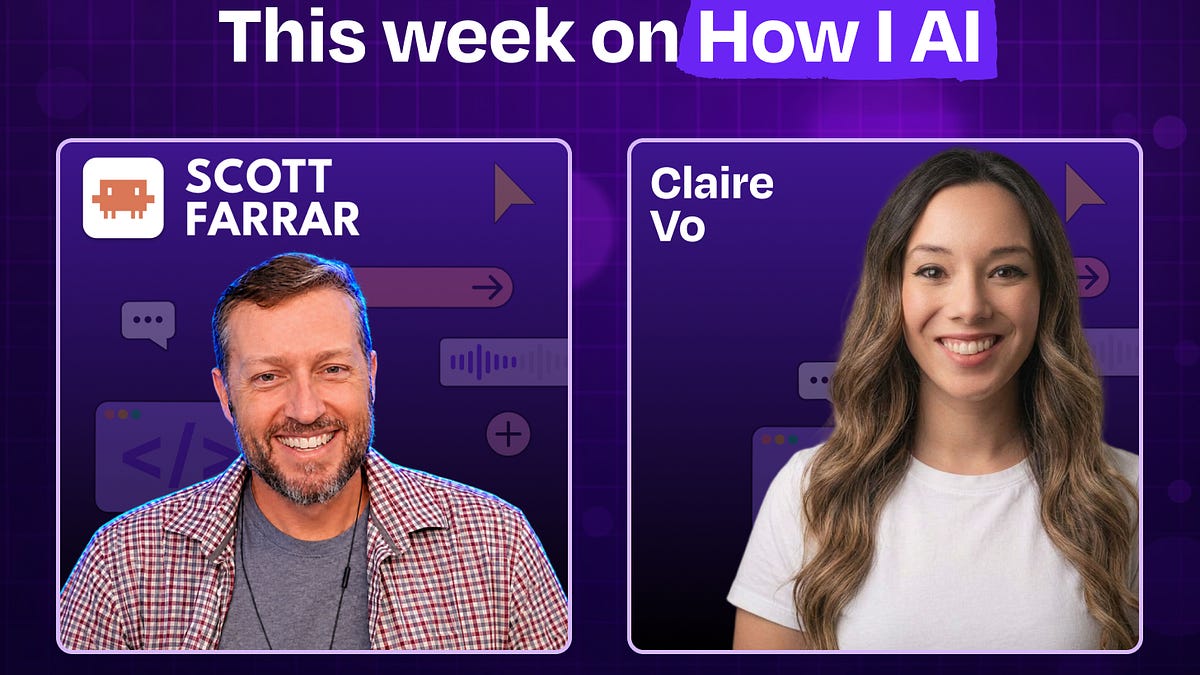 This week on How I AI
SCOTT
FARRAR
Claire
Vo
</>